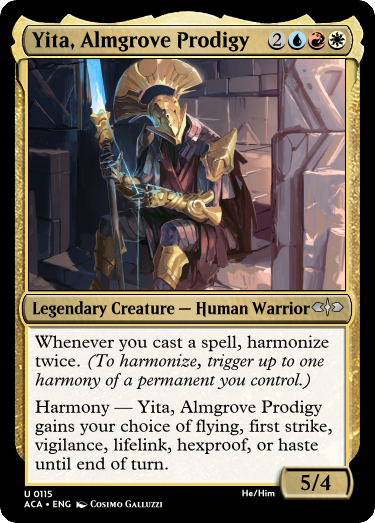 Yita, Almgrove Prodigy 2
Legendary Creature — Human Warrior
Whenever you cast a spell, harmonize
twice. (To harmonize, trigger up to one
harmony of a permanent you control.)
Harmony — Yita, Almgrove Prodigy
gains your choice of flying, first strike,
vigilance, lifelink, hexproof, or haste
until end of turn.
5/4
U 0115 He/Him
ACA • ENG Cosimo Galluzzi